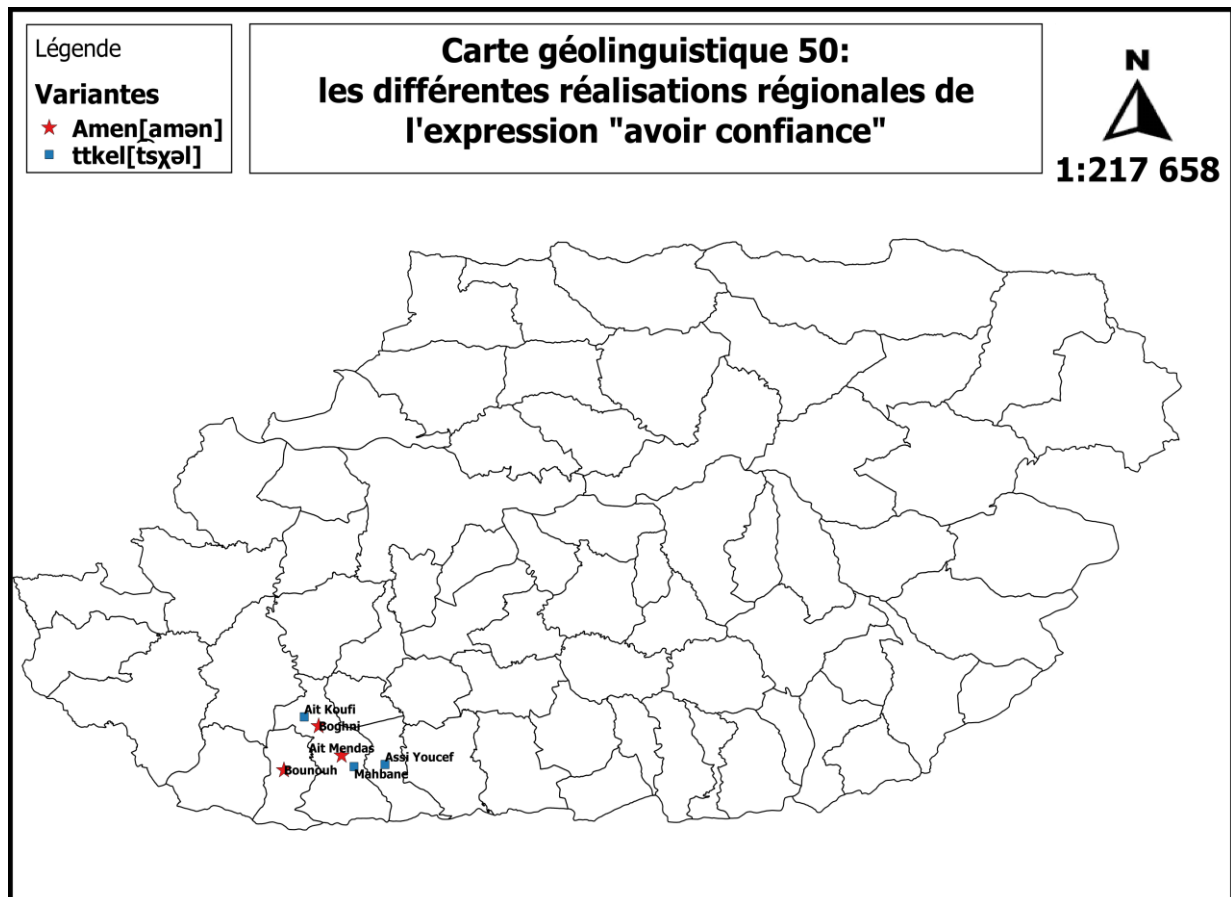 Légende
Variantes
Amen[amən]
ttkel[t͡sχəl]
Carte géolinguistique 50:
les différentes réalisations régionales de
l'expression "avoir confiance"
N
1:217 658
Ait Koufi
Boghni
Ait Mendas
Assi Youcef
Bounouh
Mahbane